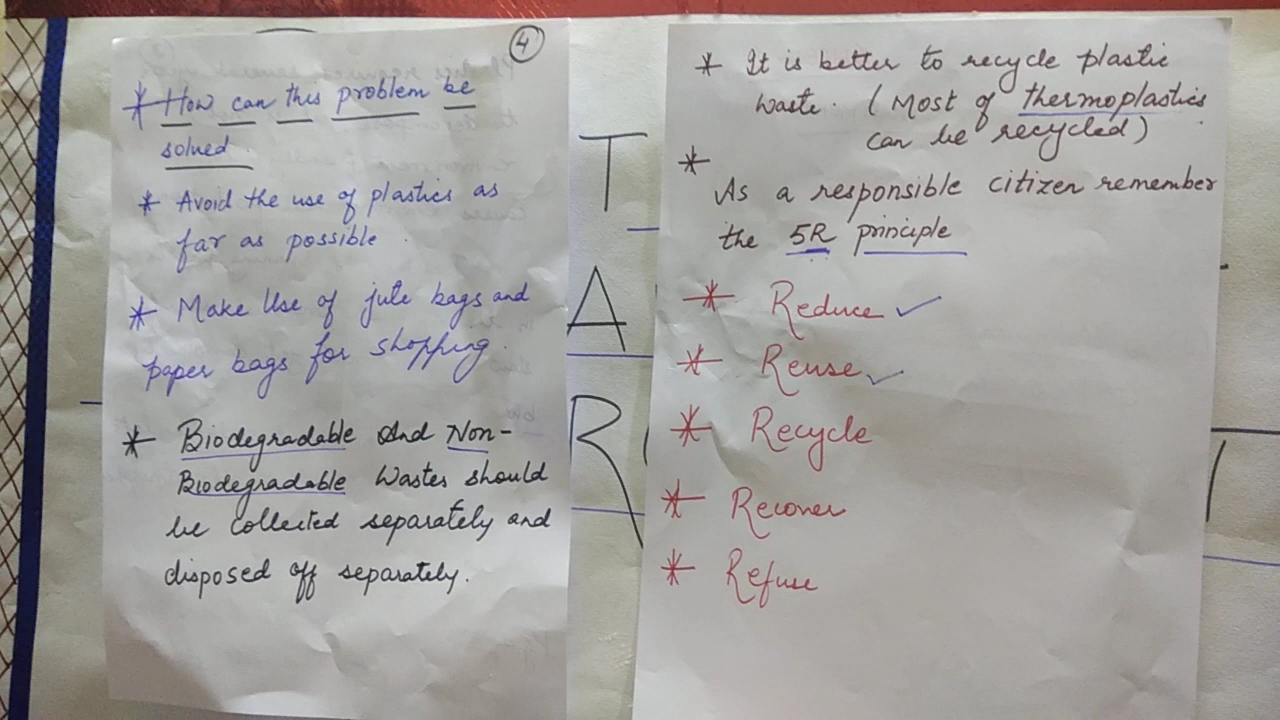 4
* How can this problem be
solved
* Avoid the use of plastics as
far as possible
* Make Use of jute bags and
paper bags for shopping.
* Biodegradable and Non-
Biodegradable Wastes should
be collected separately and
disposed off separately.
* It is better to recycle plastic
waste. (Most of thermoplastics
can be recycled)
*
As a responsible citizen remember
the 5R principle
* Reduce ✓
* Reuse ✓
* Recycle
* Recover
* Refuse
T
A
R